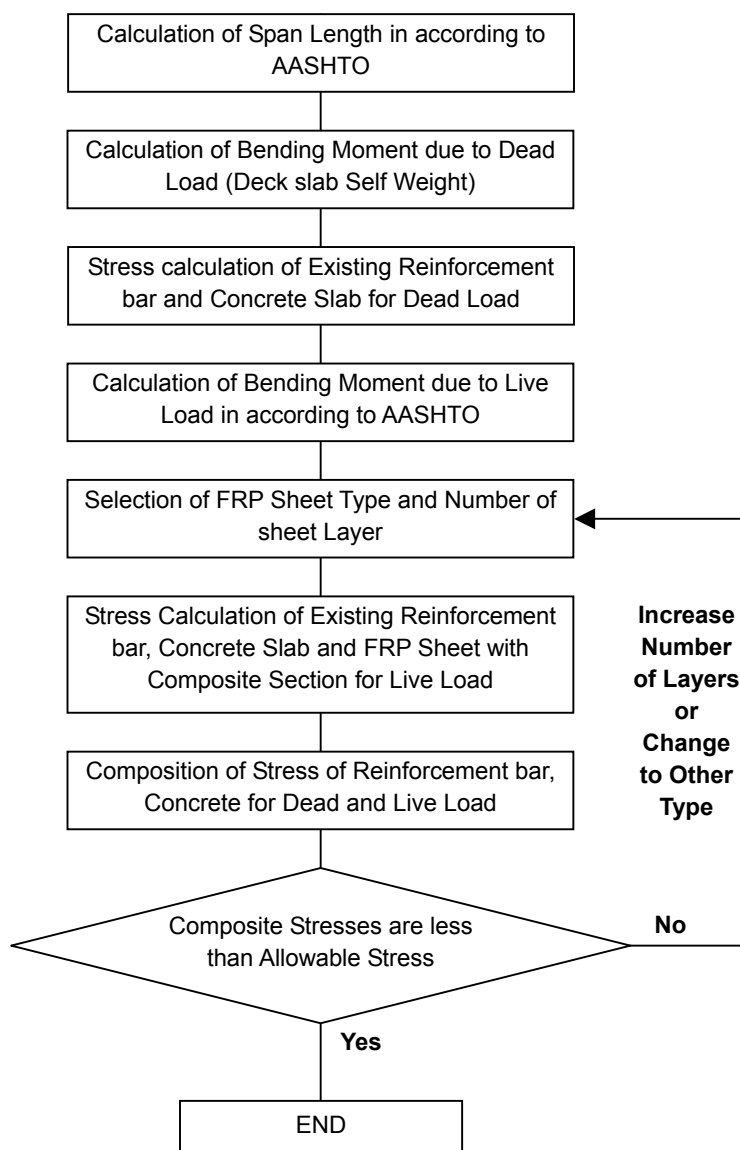 Calculation of Span Length in according to
AASHTO
Calculation of Bending Moment due to Dead
Load (Deck slab Self Weight)
Stress calculation of Existing Reinforcement
bar and Concrete Slab for Dead Load
Calculation of Bending Moment due to Live
Load in according to AASHTO
Selection of FRP Sheet Type and Number of
sheet Layer
Stress Calculation of Existing Reinforcement
bar, Concrete Slab and FRP Sheet with
Composite Section for Live Load
Increase
Number
of Layers
or
Change
to Other
Type
Composition of Stress of Reinforcement bar,
Concrete for Dead and Live Load
Composite Stresses are less
than Allowable Stress
No
Yes
END